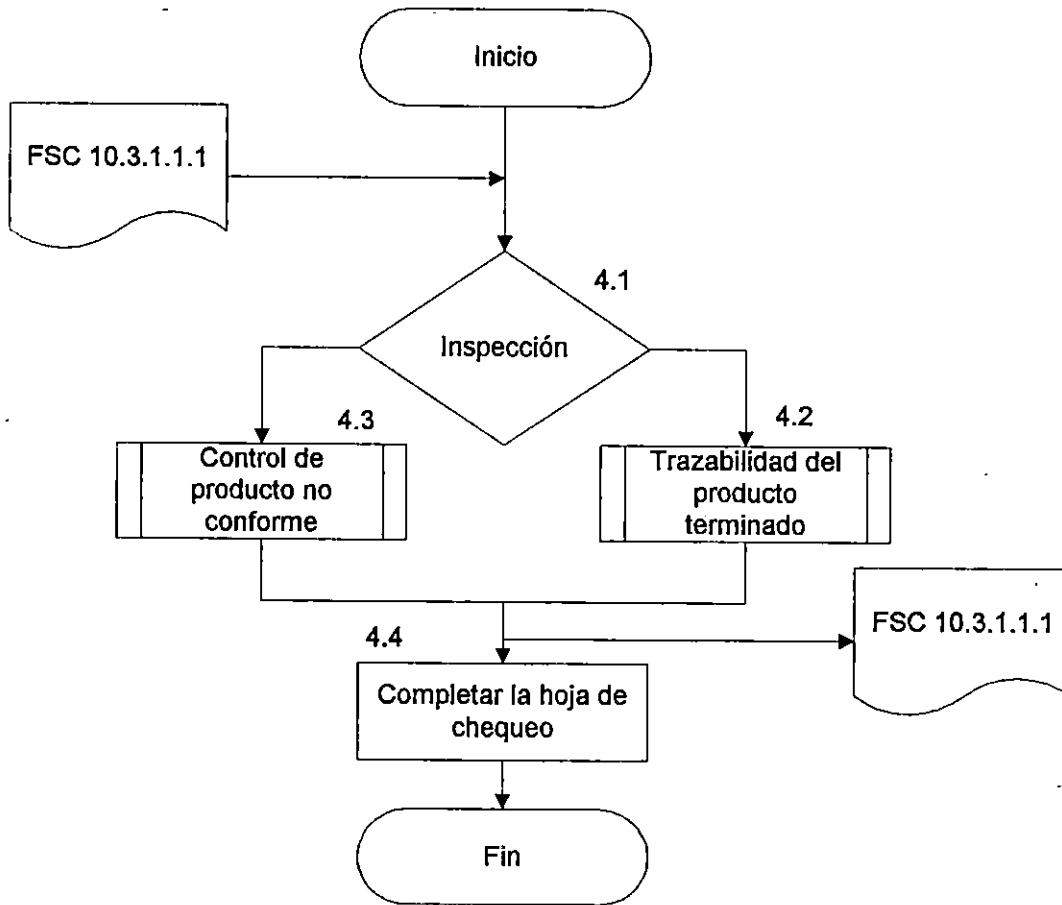 Inicio
FSC 10.3.1.1.1
4.1
Inspección
4.3
Control de
producto no
conforme
4.2
Trazabilidad del
producto
terminado
FSC 10.3.1.1.1
4.4
Completar la hoja de
chequeo
Fin